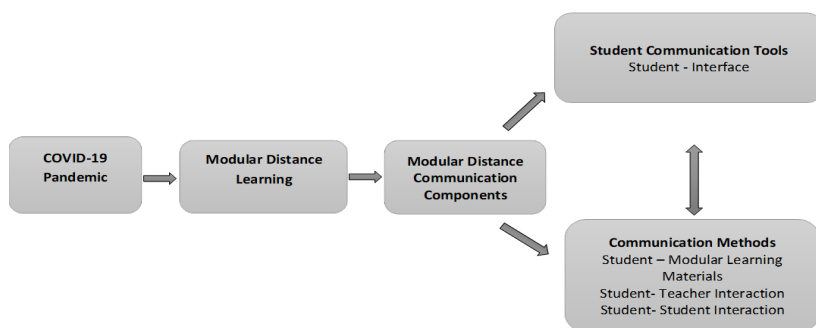 Student Communication Tools
Student - Interface
COVID-19
Pandemic
Modular Distance
Learning
Modular Distance
Communication
Components
Communication Methods
Student – Modular Learning
Materials
Student- Teacher Interaction
Student- Student Interaction